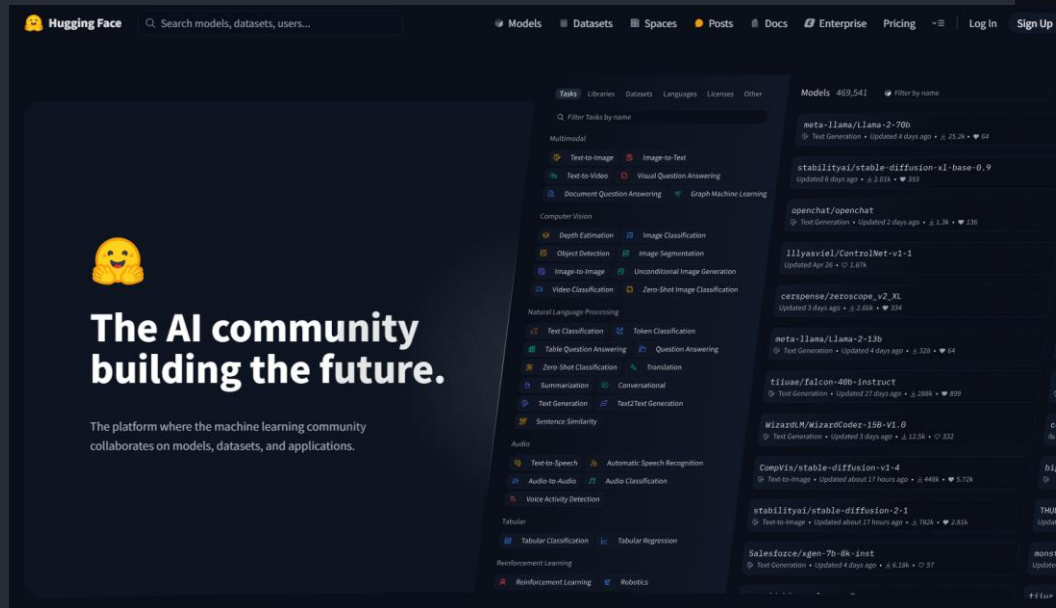 Hugging Face
Search models, datasets, users...
Models
Datasets
Spaces
Posts
Docs
Enterprise
Pricing
Log In
Sign Up
The AI community
building the future.
The platform where the machine learning community
collaborates on models, datasets, and applications.
Tasks Libraries Datasets Languages Licenses Other
Filter Tasks by name
Multimodal
Text-to-Image Image-to-Text
Text-to-Video Visual Question Answering
Document Question Answering Graph Machine Learning
Computer Vision
Depth Estimation Image Classification
Object Detection Image Segmentation
Image-to-Image Unconditional Image Generation
Video Classification Zero-Shot Image Classification
Natural Language Processing
Text Classification Token Classification
Table Question Answering Question Answering
Zero-Shot Classification Translation
Summarization Conversational
Text Generation Text2Text Generation
Sentence Similarity
Audio
Text-to-Speech Automatic Speech Recognition
Audio-to-Audio Audio Classification
Voice Activity Detection
Tabular
Tabular Classification Tabular Regression
Reinforcement Learning
Reinforcement Learning Robotics
Models 469,541 Filter by name
meta-llama/Llama-2-70b
Text Generation • Updated 4 days ago • 25.2k • 64
stabilityai/stable-diffusion-xl-base-0.9
Updated 6 days ago • 2.01k • 393
openchat/openchat
Text Generation • Updated 2 days ago • 1.3k • 136
lllyasviel/ControlNet-v1-1
Updated Apr 26 • 1.87k
cerspense/zeroscope_v2_XL
Updated 3 days ago • 2.66k • 334
meta-llama/Llama-2-13b
Text Generation • Updated 4 days ago • 328 • 64
tiiuae/falcon-40b-instruct
Text Generation • Updated 27 days ago • 288k • 899
WizardLM/WizardCoder-15B-V1.0
Text Generation • Updated 3 days ago • 12.5k • 332
CompVis/stable-diffusion-v1-4
Text-to-Image • Updated about 17 hours ago • 448k • 5.72k
stabilityai/stable-diffusion-2-1
Text-to-Image • Updated about 17 hours ago • 782k • 2.81k
Salesforce/xgen-7b-8k-inst
Text Generation • Updated 4 days ago • 6.18k • 57